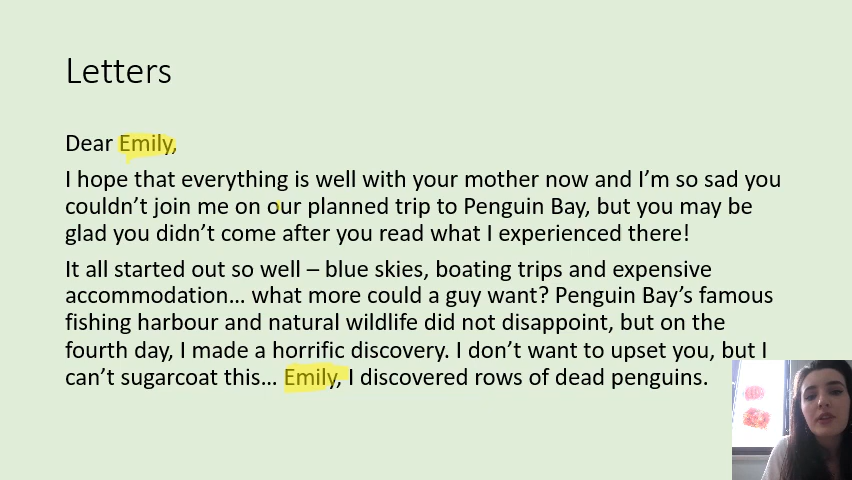 Letters
Dear Emily,
I hope that everything is well with your mother now and I’m so sad you
couldn’t join me on our planned trip to Penguin Bay, but you may be
glad you didn’t come after you read what I experienced there!
It all started out so well – blue skies, boating trips and expensive
accommodation… what more could a guy want? Penguin Bay’s famous
fishing harbour and natural wildlife did not disappoint, but on the
fourth day, I made a horrific discovery. I don’t want to upset you, but I
can’t sugarcoat this… Emily, I discovered rows of dead penguins.